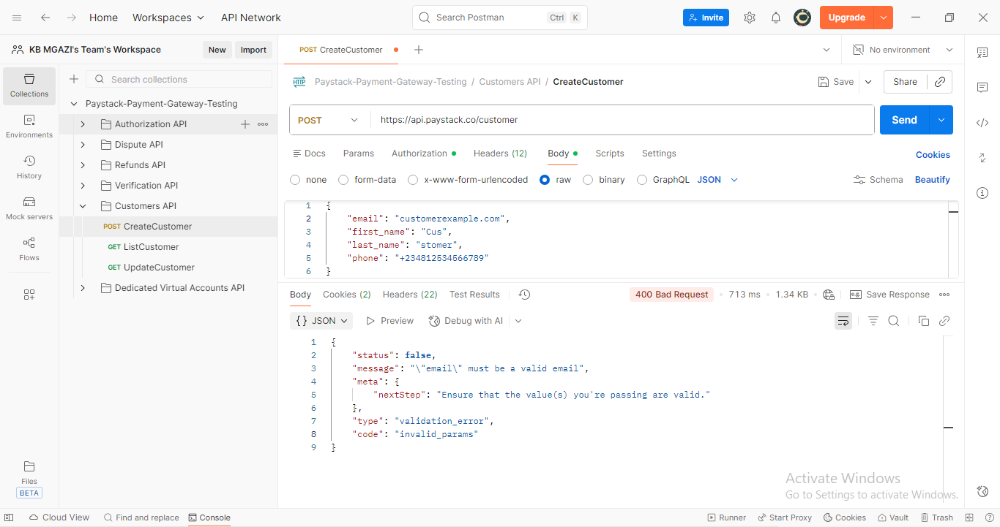 Home Workspaces API Network Search Postman Ctrl K Invite Upgrade
KB MGAZI's Team's Workspace New Import POST CreateCustomer No environment
Collections Search collections
Environments
History
Mock servers
Flows
Files
BETA
Paystack-Payment-Gateway-Testing
Authorization API
Dispute API
Refunds API
Verification API
Customers API
POST CreateCustomer
GET ListCustomer
GET UpdateCustomer
Dedicated Virtual Accounts API
HTTP Paystack-Payment-Gateway-Testing / Customers API / CreateCustomer Save Share
POST https://api.paystack.co/customer Send
Docs Params Authorization Headers (12) Body Scripts Settings Cookies
none form-data x-www-form-urlencoded raw binary GraphQL JSON Schema Beautify
1 {
2 "email": "customerexample.com",
3 "first_name": "Cus",
4 "last_name": "stomer",
5 "phone": "+234812534566789"
6 }
Body Cookies (2) Headers (22) Test Results 400 Bad Request 713 ms 1.34 KB e.g. Save Response
{} JSON Preview Debug with AI
1 {
2 "status": false,
3 "message": "\"email\" must be a valid email",
4 "meta": {
5 "nextStep": "Ensure that the value(s) you're passing are valid."
6 },
7 "type": "validation_error",
8 "code": "invalid_params"
9 }
Activate Windows
Go to Settings to activate Windows.
Cloud View Find and replace Console Runner Start Proxy Cookies Vault Trash